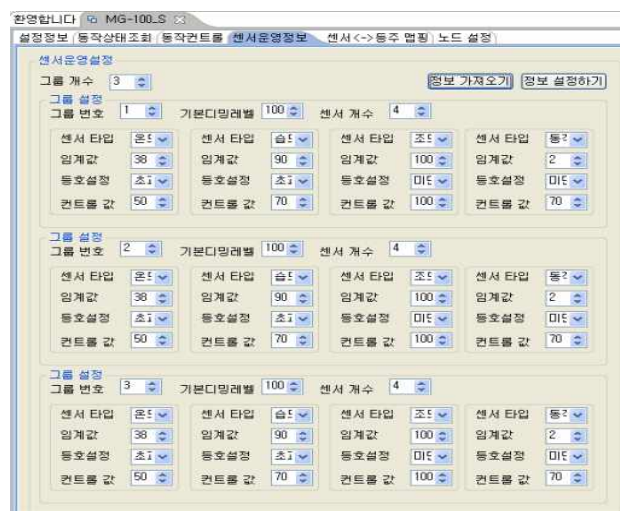 환영합니다 MG-100_S
설정정보 동작상태조회 동작컨트롤 센서운영정보 센서<->등주 맵핑 노드 설정
센서운영설정
그룹 개수 3 정보 가져오기 정보 설정하기
그룹 설정
그룹 번호 1 기본디밍레벨 100 센서 개수 4
센서 타입 센서 타입 센서 타입 센서 타입
임계값 38 임계값 90 임계값 100 임계값 2
등호설정 등호설정 등호설정 등호설정
컨트롤 값 50 컨트롤 값 70 컨트롤 값 100 컨트롤 값 70
그룹 설정
그룹 번호 2 기본디밍레벨 100 센서 개수 4
센서 타입 센서 타입 센서 타입 센서 타입
임계값 38 임계값 90 임계값 100 임계값 2
등호설정 등호설정 등호설정 등호설정
컨트롤 값 50 컨트롤 값 70 컨트롤 값 100 컨트롤 값 70
그룹 설정
그룹 번호 3 기본디밍레벨 100 센서 개수 4
센서 타입 센서 타입 센서 타입 센서 타입
임계값 38 임계값 90 임계값 100 임계값 2
등호설정 등호설정 등호설정 등호설정
컨트롤 값 50 컨트롤 값 70 컨트롤 값 100 컨트롤 값 70